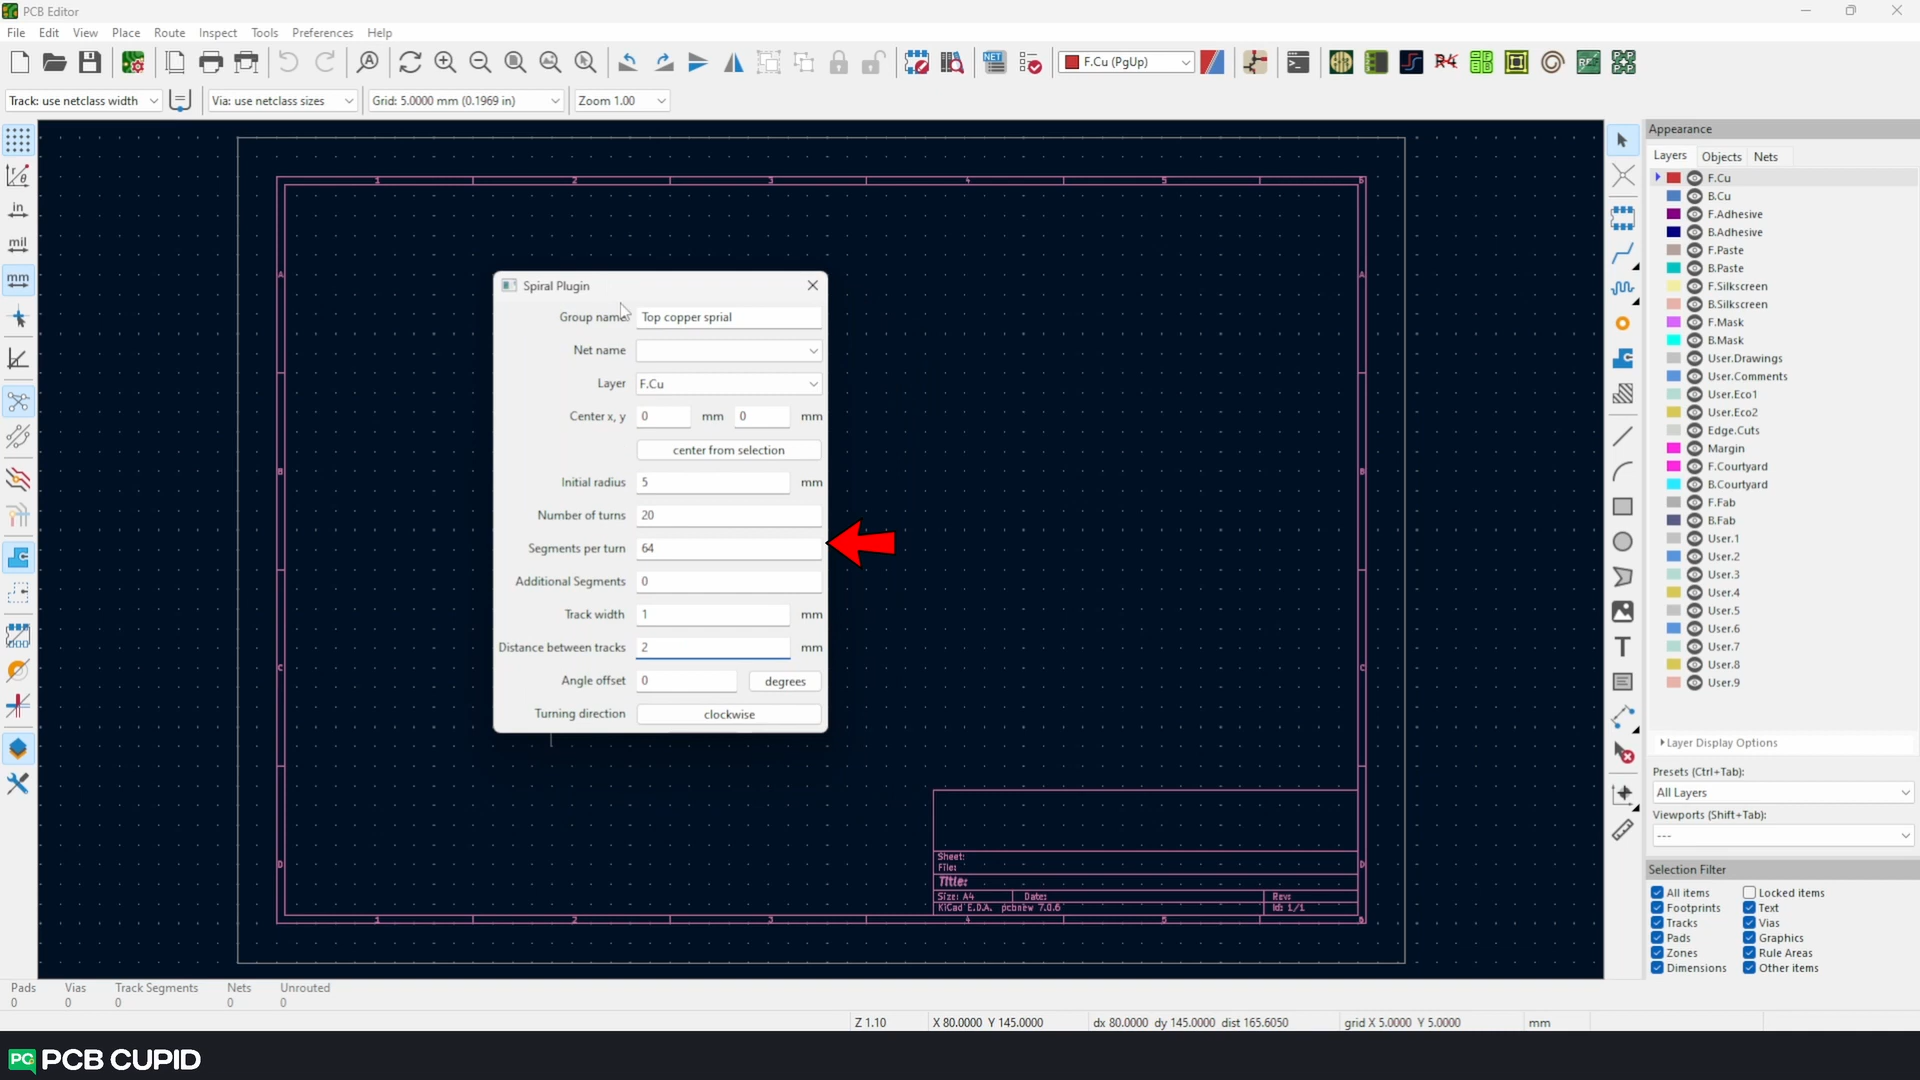 PCB Editor
File Edit View Place Route Inspect Tools Preferences Help
F.Cu (PgUp)
Track: use netclass width
Via: use netclass sizes
Grid: 5.0000 mm (0.1969 in)
Zoom 1.00
in
mil
mm
Appearance
Layers Objects Nets
F.Cu
B.Cu
F.Adhesive
B.Adhesive
F.Paste
B.Paste
F.Silkscreen
B.Silkscreen
F.Mask
B.Mask
User.Drawings
User.Comments
User.Eco1
User.Eco2
Edge.Cuts
Margin
F.Courtyard
B.Courtyard
F.Fab
B.Fab
User.1
User.2
User.3
User.4
User.5
User.6
User.7
User.8
User.9
Layer Display Options
Presets (Ctrl+Tab):
All Layers
Viewports (Shift+Tab):
---
Selection Filter
All items Locked items
Footprints Text
Tracks Vias
Pads Graphics
Zones Rule Areas
Dimensions Other items
Spiral Plugin
Group name Top copper sprial
Net name
Layer F.Cu
Center x, y 0 mm 0 mm
center from selection
Initial radius 5 mm
Number of turns 20
Segments per turn 64
Additional Segments 0
Track width 1 mm
Distance between tracks 2 mm
Angle offset 0 degrees
Turning direction clockwise
Sheet:
File:
Title:
Size: A4 Date: Rev:
KiCad E.D.A. pcbnew 7.0.6 Id: 1/1
Pads Vias Track Segments Nets Unrouted
0 0 0 0 0
Z 1.10 X 80.0000 Y 145.0000 dx 80.0000 dy 145.0000 dist 165.6050 grid X 5.0000 Y 5.0000 mm
PCB CUPID